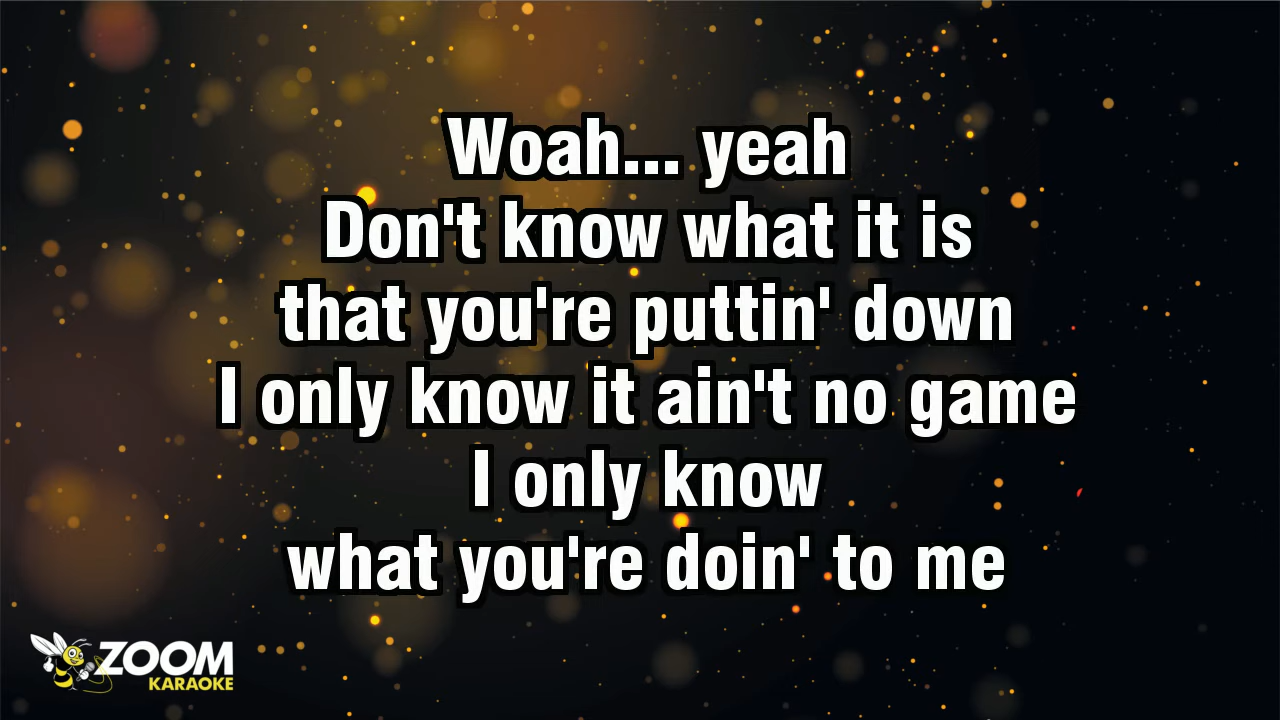 Woah... yeah
Don't know what it is
that you're puttin' down
I only know it ain't no game
I only know
what you're doin' to me
ZOOM
KARAOKE